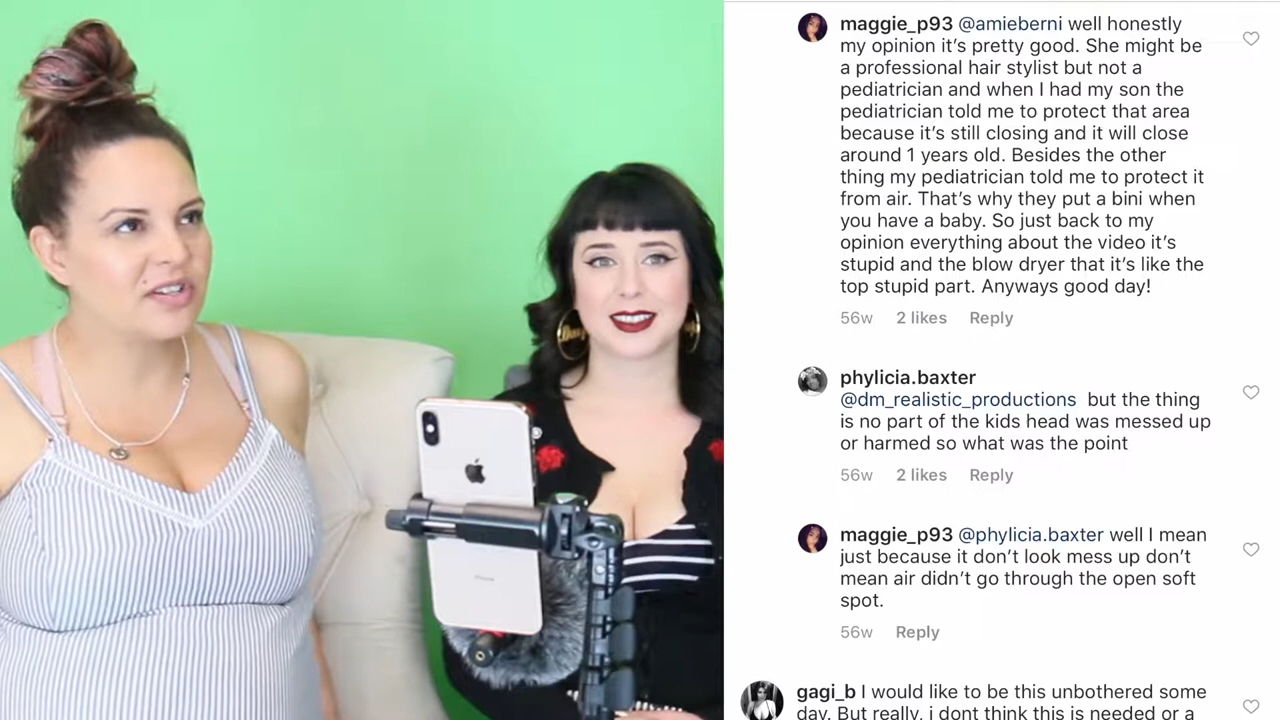 maggie_p93 @amieberni well honestly
my opinion it's pretty good. She might be
a professional hair stylist but not a
pediatrician and when I had my son the
pediatrician told me to protect that area
because it's still closing and it will close
around 1 years old. Besides the other
thing my pediatrician told me to protect it
from air. That's why they put a bini when
you have a baby. So just back to my
opinion everything about the video it's
stupid and the blow dryer that it's like the
top stupid part. Anyways good day!
56w 2 likes Reply
phylicia.baxter
@dm_realistic_productions but the thing
is no part of the kids head was messed up
or harmed so what was the point
56w 2 likes Reply
maggie_p93 @phylicia.baxter well I mean
just because it don't look mess up don't
mean air didn't go through the open soft
spot.
56w Reply
gagi_b I would like to be this unbothered some
day. But really, i dont think this is needed or a